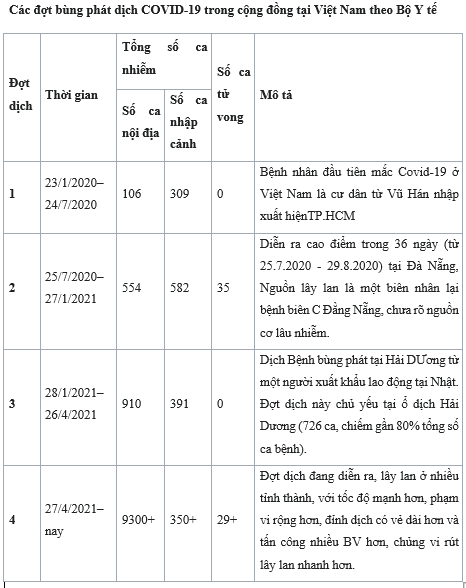 Các đợt bùng phát dịch COVID-19 trong cộng đồng tại Việt Nam theo Bộ Y tế
Đợt
dịch
Thời gian
Tổng số ca
nhiễm
Số ca
nội địa
Số ca
nhập
cảnh
Số ca
tử
vong
Mô tả
1
23/1/2020–
24/7/2020
106
309
0
Bệnh nhân đầu tiên mắc Covid-19 ở
Việt Nam là cư dân từ Vũ Hán nhập
xuất hiệnTP.HCM
2
25/7/2020–
27/1/2021
554
582
35
Diễn ra cao điểm trong 36 ngày (từ
25.7.2020 - 29.8.2020) tại Đà Nẵng,
Nguồn lây lan là một biên nhân lại
bệnh biên C Đẳng Nẵng, chưa rõ nguồn
cơ lâu nhiễm.
3
28/1/2021–
26/4/2021
910
391
0
Dịch Bệnh bùng phát tại Hải DƯơng từ
một người xuất khẩu lao động tại Nhật.
Đợt dịch này chủ yếu tại ổ dịch Hải
Dương (726 ca, chiếm gần 80% tổng số
ca bệnh).
4
27/4/2021–
nay
9300+
350+
29+
Đợt dịch đang diễn ra, lây lan ở nhiều
tỉnh thành, với tốc độ mạnh hơn, phạm
vi rộng hơn, đỉnh dịch có vẻ dài hơn và
tấn công nhiều BV hơn, chủng vi rút
lây lan nhanh hơn.